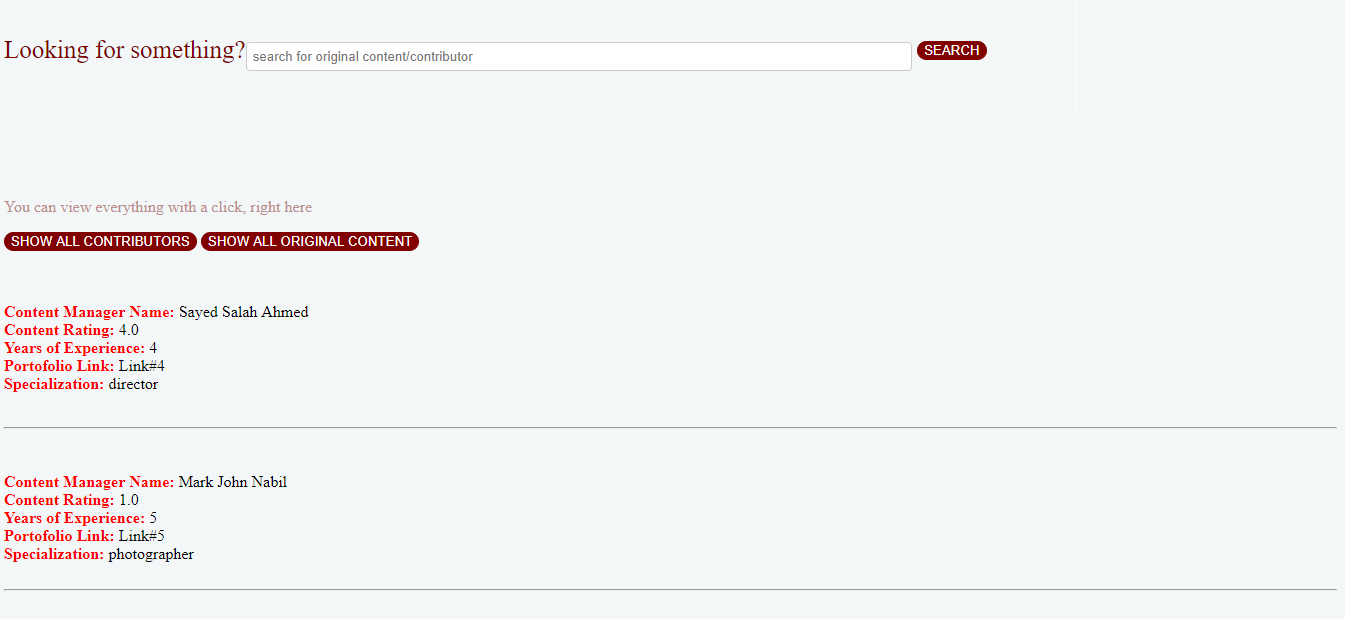 Looking for something? search for original content/contributor SEARCH
You can view everything with a click, right here
SHOW ALL CONTRIBUTORS SHOW ALL ORIGINAL CONTENT
Content Manager Name: Sayed Salah Ahmed
Content Rating: 4.0
Years of Experience: 4
Portofolio Link: Link#4
Specialization: director
Content Manager Name: Mark John Nabil
Content Rating: 1.0
Years of Experience: 5
Portofolio Link: Link#5
Specialization: photographer